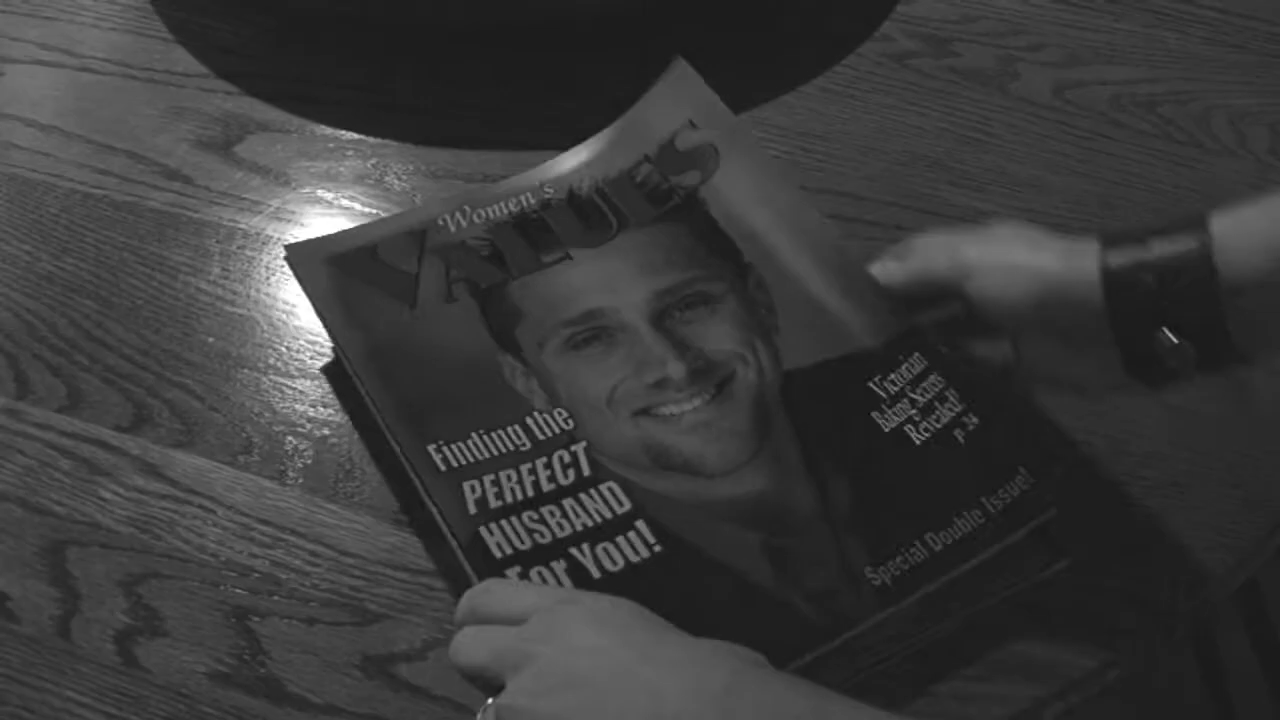 Women's
VALUES
Finding the
PERFECT
HUSBAND
For You!
Victorian
Baking Secrets
Revealed!
p. 24
Special Double Issue!